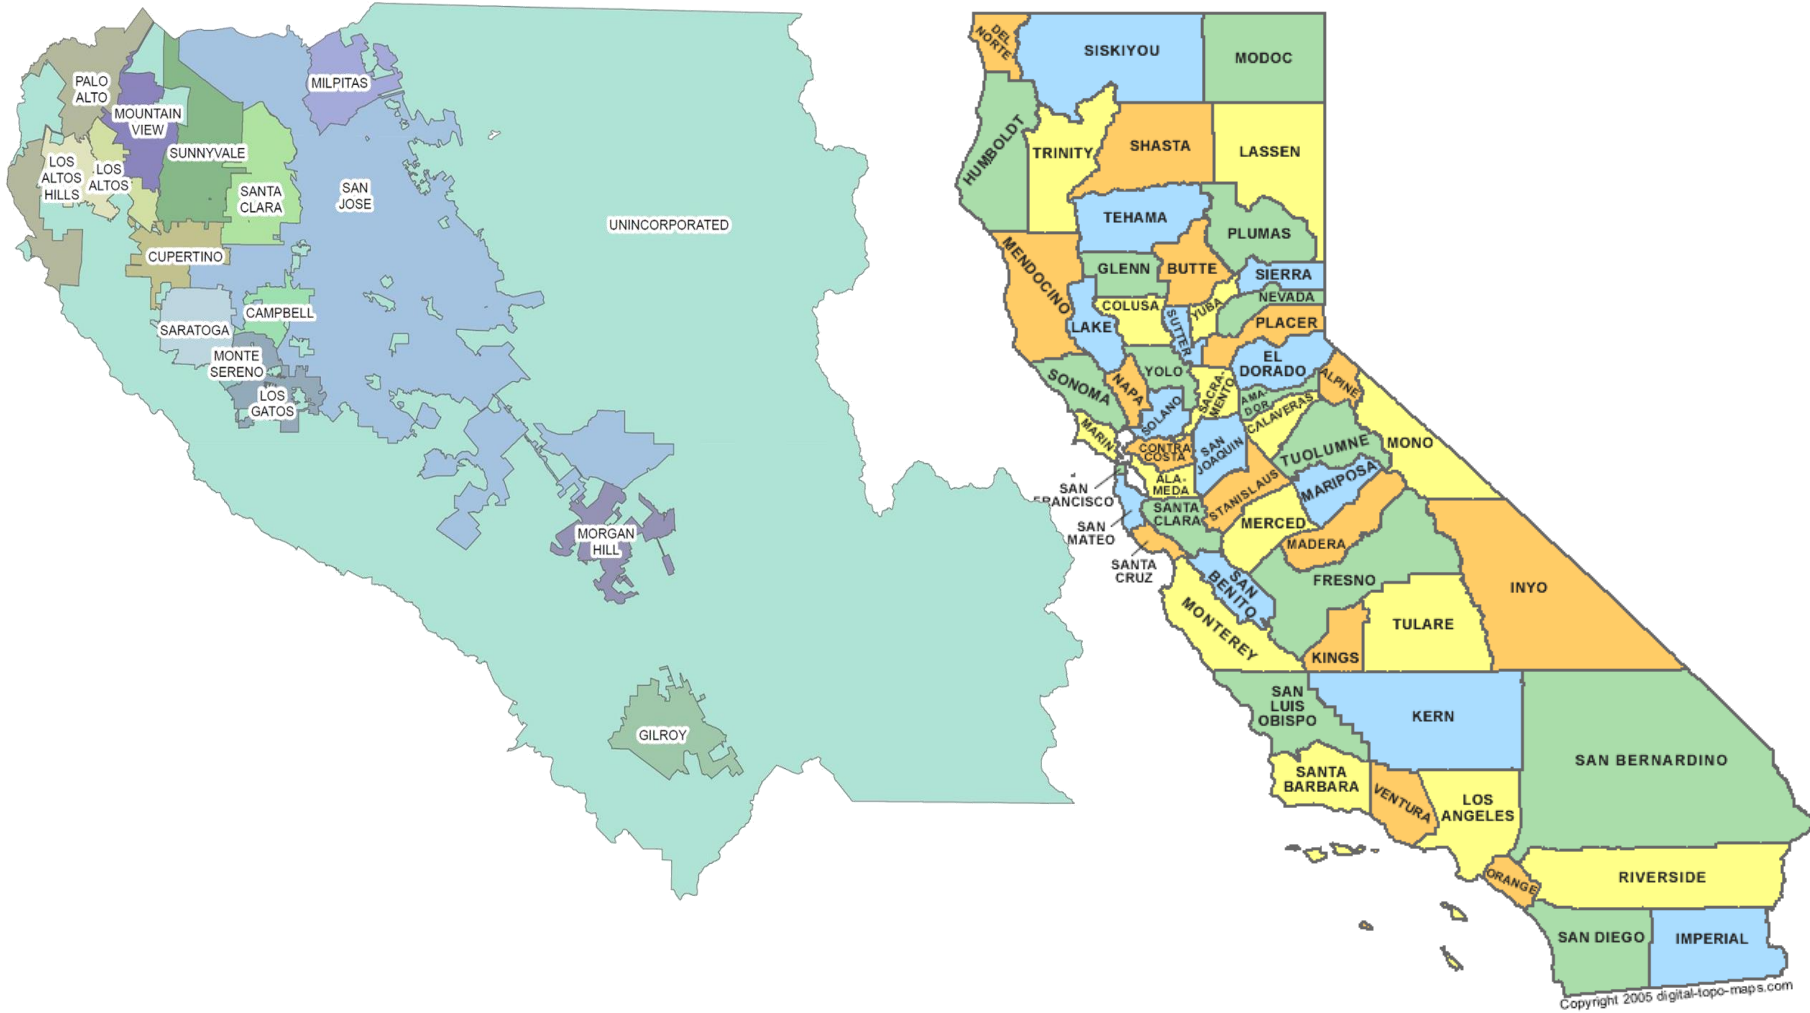 PALO
ALTO
MOUNTAIN
VIEW
MILPITAS
LOS
ALTOS
HILLS
LOS
ALTOS
SUNNYVALE
SANTA
CLARA
SAN
JOSE
UNINCORPORATED
CUPERTINO
SARATOGA
CAMPBELL
MONTE
SERENO
LOS
GATOS
MORGAN
HILL
GILROY
DEL
NORTE
SISKIYOU
MODOC
HUMBOLDT
TRINITY
SHASTA
LASSEN
TEHAMA
PLUMAS
MENDOCINO
GLENN
BUTTE
SIERRA
COLUSA
YUBA
NEVADA
LAKE
SUTTER
PLACER
SONOMA
NAPA
YOLO
EL
DORADO
ALPINE
SACRA-
MENTO
AMA-
DOR
CALAVERAS
SOLANO
MARIN
CONTRA
COSTA
SAN
JOAQUIN
TUOLUMNE
MONO
SAN
FRANCISCO
ALA-
MEDA
STANISLAUS
MARIPOSA
SAN
MATEO
SANTA
CLARA
MERCED
MADERA
SANTA
CRUZ
SAN
BENITO
FRESNO
INYO
MONTEREY
KINGS
TULARE
SAN
LUIS
OBISPO
KERN
SAN BERNARDINO
SANTA
BARBARA
VENTURA
LOS
ANGELES
ORANGE
RIVERSIDE
SAN DIEGO
IMPERIAL
Copyright 2005 digital-topo-maps.com